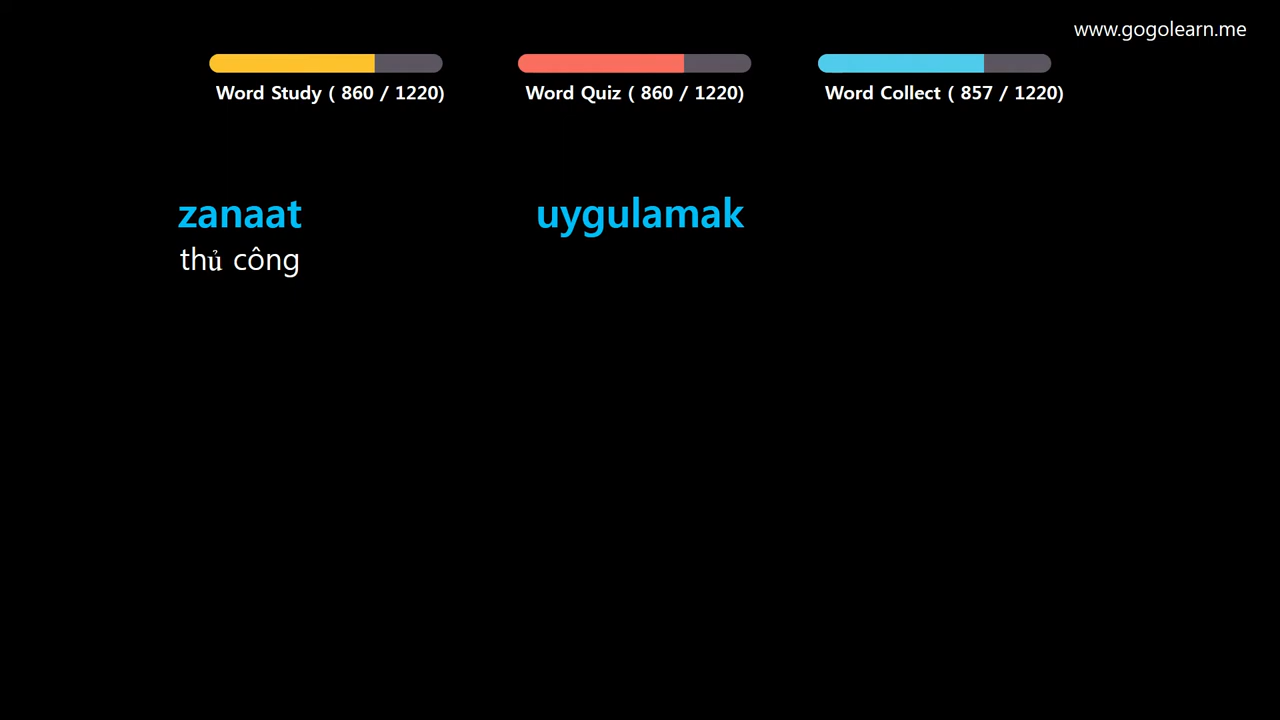 www.gogolearn.me
Word Study ( 860 / 1220)
Word Quiz ( 860 / 1220)
Word Collect ( 857 / 1220)
zanaat
thủ công
uygulamak